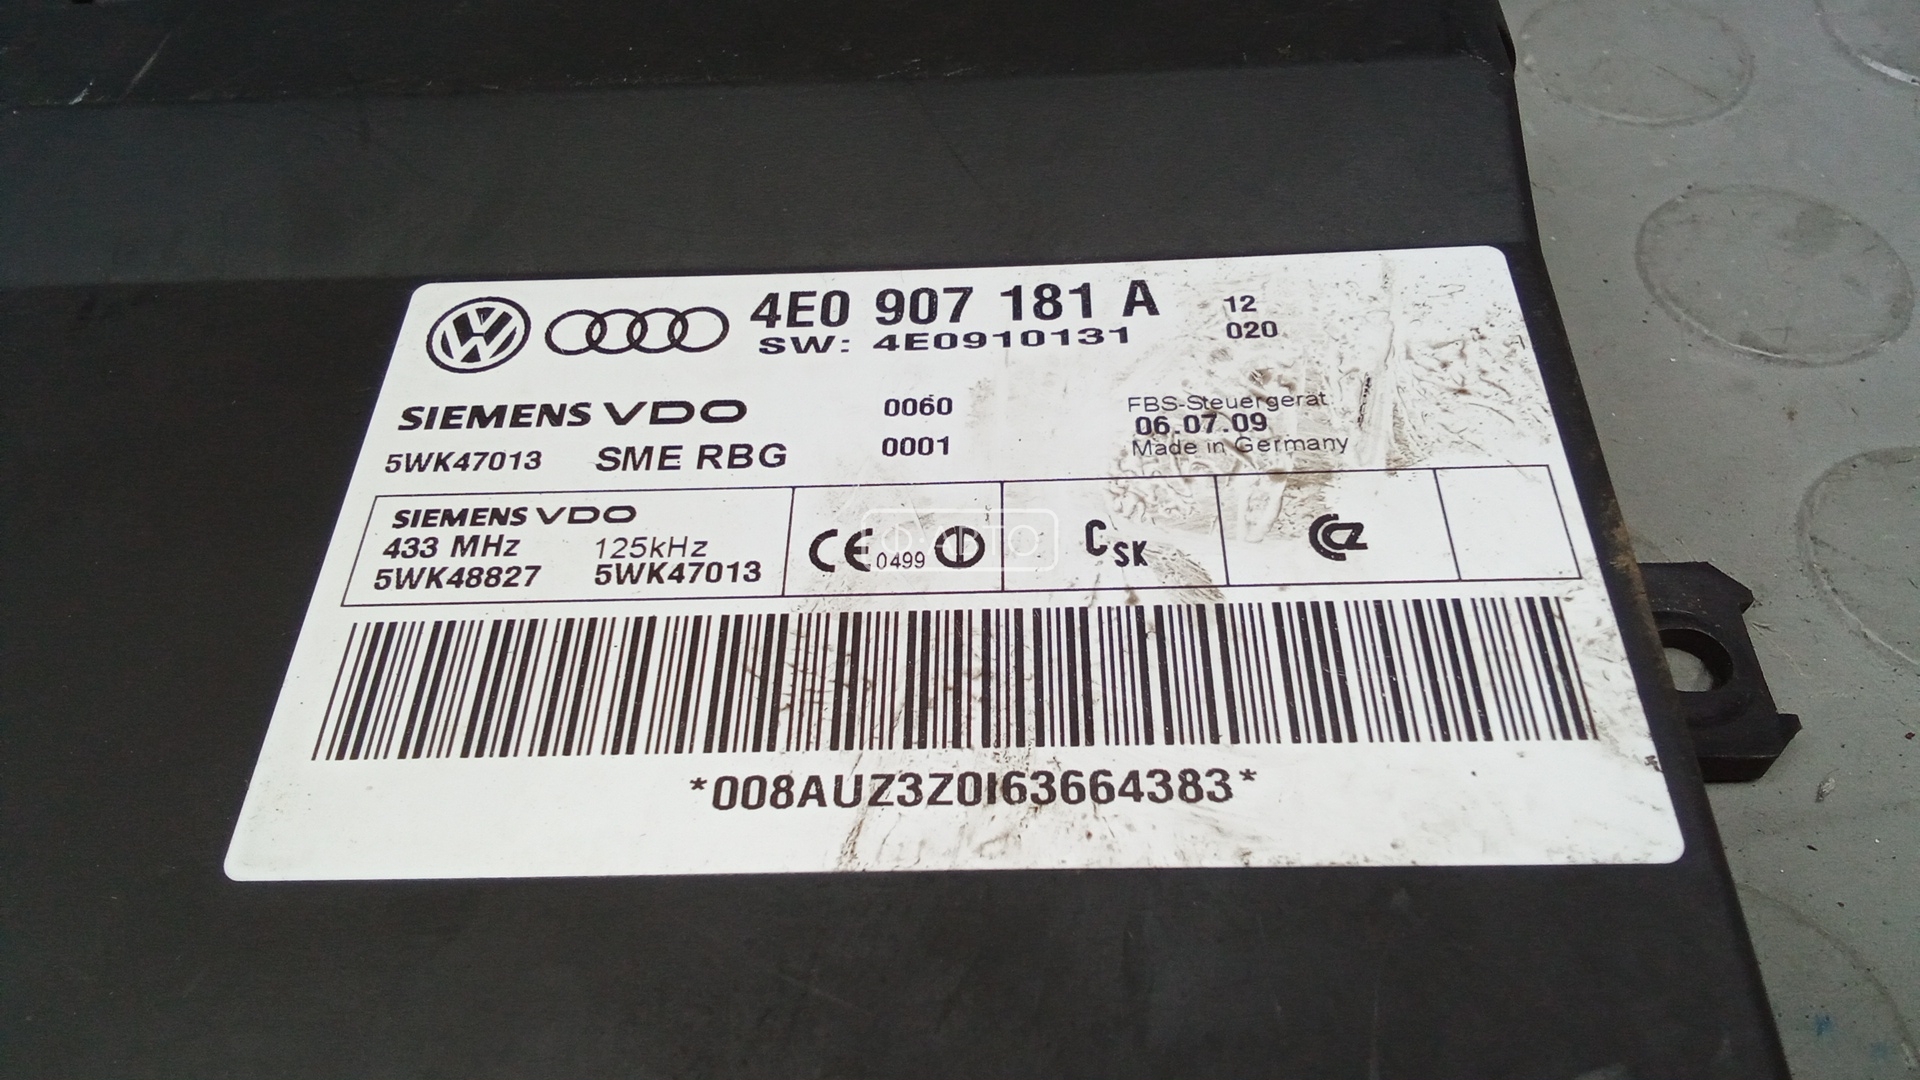 4E0 907 181 A 12
SW: 4E0910131 020
SIEMENS VDO 0060 FBS-Steuergerät
06.07.09
5WK47013 SME RBG 0001 Made in Germany
SIEMENS VDO
433 MHz 125kHz
5WK48827 5WK47013
CE 0499
CSK
*008AUZ3Z0I63664383*